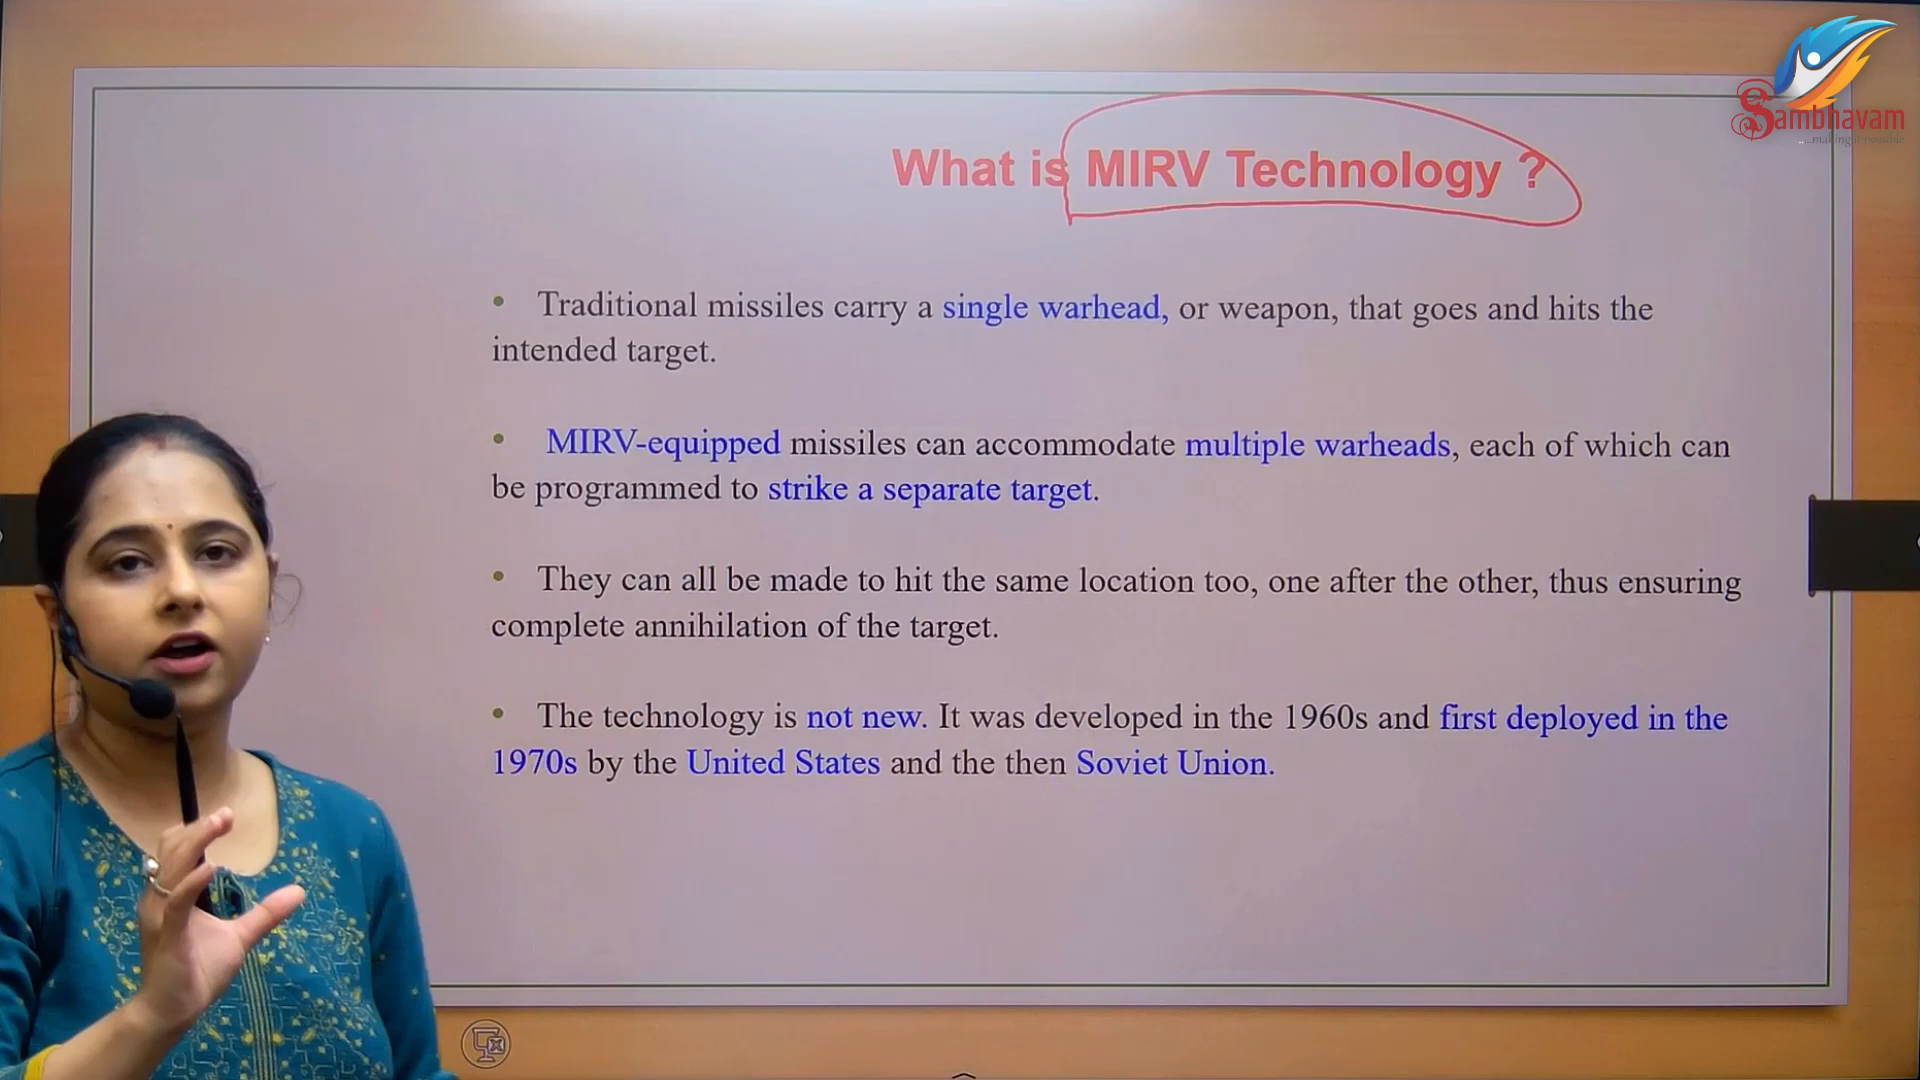 Sambhavam
...making it possible
What is MIRV Technology ?
• Traditional missiles carry a single warhead, or weapon, that goes and hits the
intended target.
• MIRV-equipped missiles can accommodate multiple warheads, each of which can
be programmed to strike a separate target.
• They can all be made to hit the same location too, one after the other, thus ensuring
complete annihilation of the target.
• The technology is not new. It was developed in the 1960s and first deployed in the
1970s by the United States and the then Soviet Union.